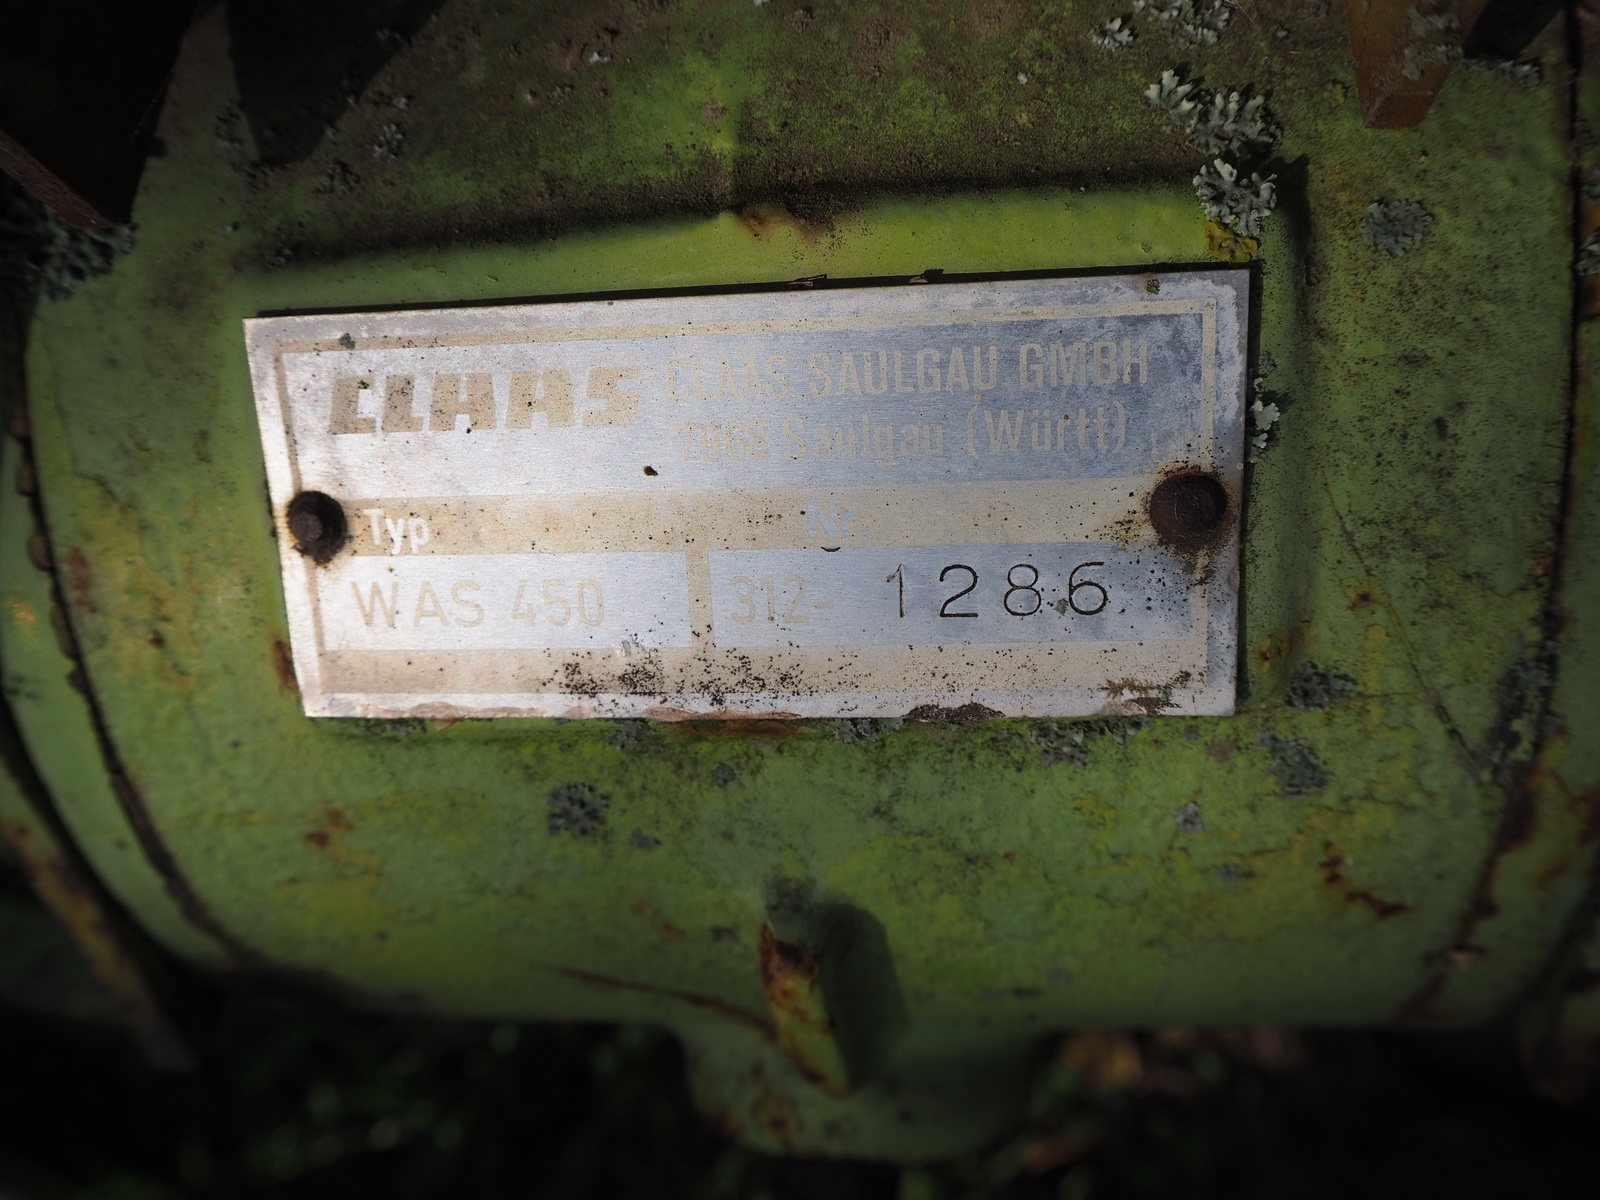 CLAAS
CLAAS SAULGAU GMBH
7968 Saulgau (Württ)
Typ
Nr
WAS 450
312- 1286